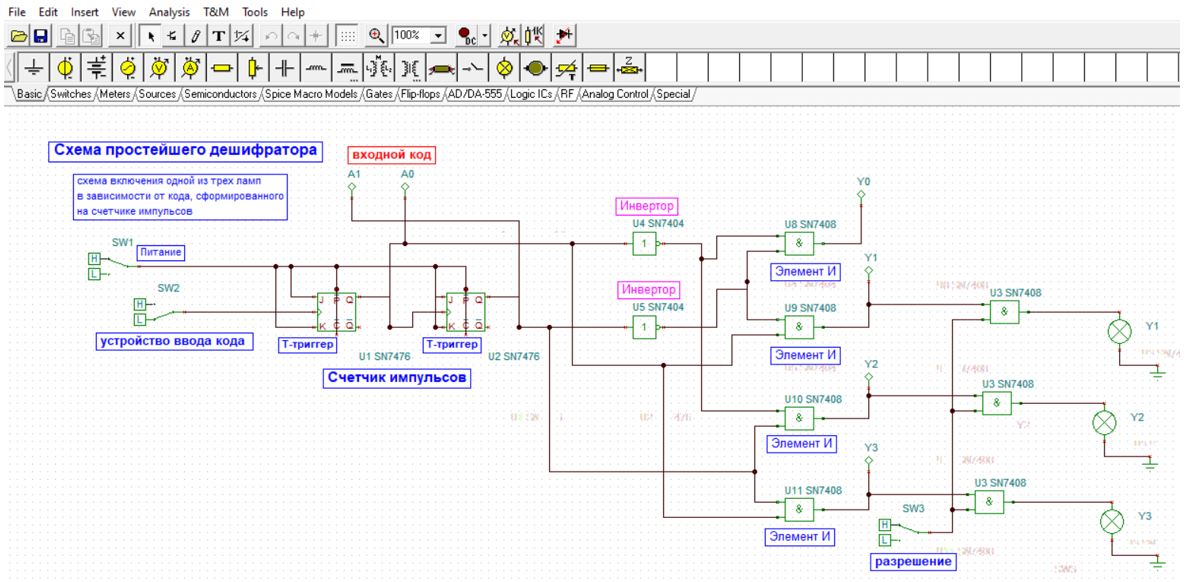 File Edit Insert View Analysis T&M Tools Help
100% DC 1K
M Z T
Basic Switches Meters Sources Semiconductors Spice Macro Models Gates Flip-flops AD/DA-555 Logic ICs RF Analog Control Special
Схема простейшего дешифратора
входной код
A1 A0
схема включения одной из трех ламп
в зависимости от кода, сформированного
на счетчике импульсов
Y0
Инвертор
U4 SN7404
1
U8 SN7408
&
Элемент И
SW1
H
L
Питание
SW2
H
L
устройство ввода кода
J P Q
K C Q
Т-триггер
U1 SN7476
J P Q
K C Q
Т-триггер
U2 SN7476
Счетчик импульсов
Инвертор
U5 SN7404
1
Y1
U9 SN7408
&
Элемент И
U3 SN7408
&
Y1
Y2
U10 SN7408
&
Элемент И
U3 SN7408
&
Y2
Y3
U11 SN7408
&
Элемент И
U3 SN7408
&
Y3
SW3
H
L
разрешение